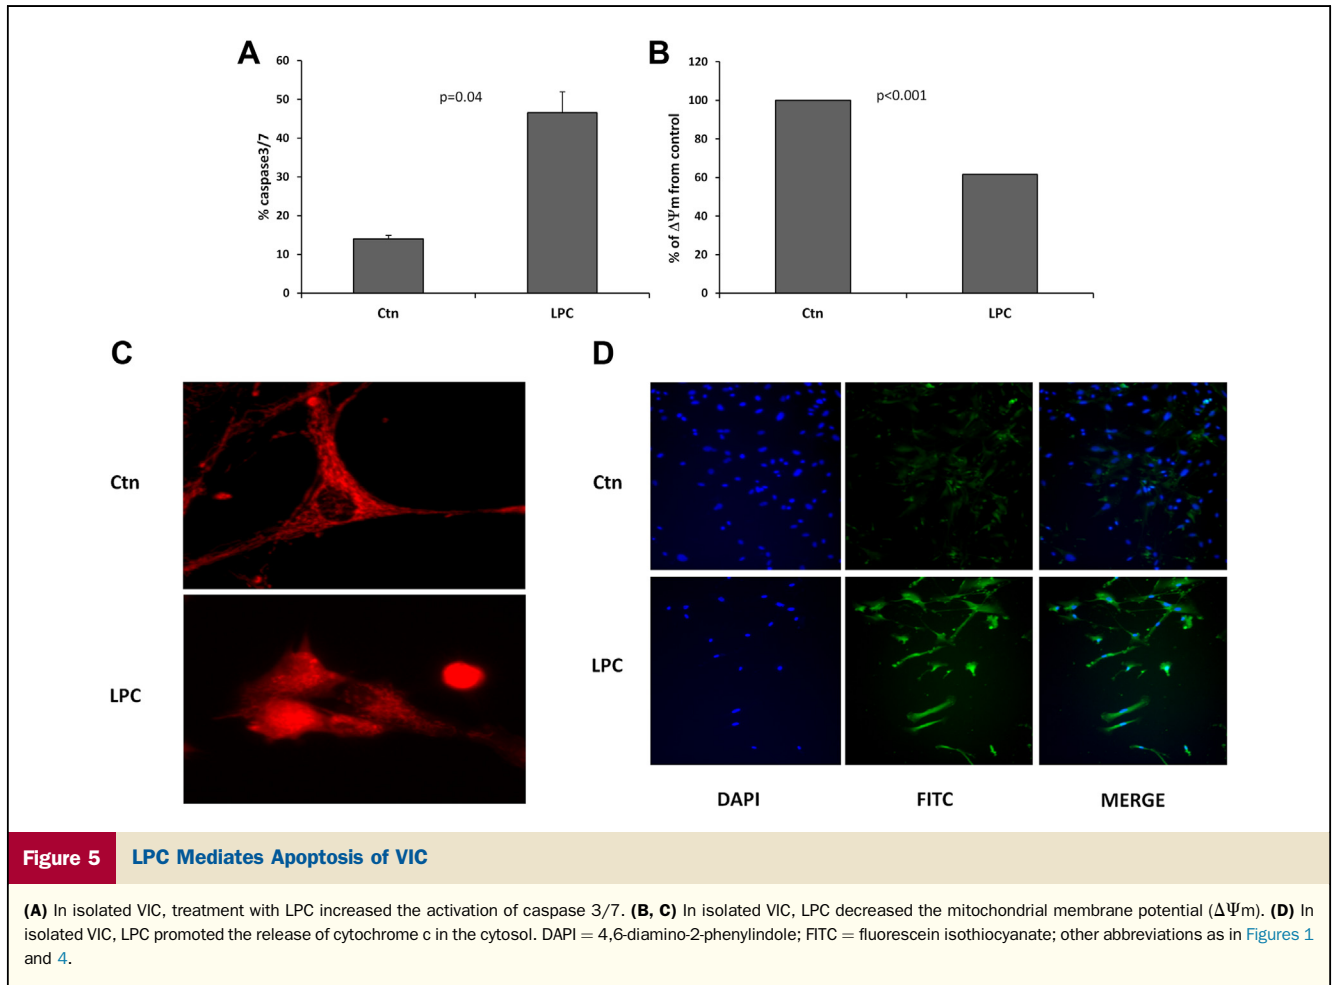 A
60
50
40
30
20
10
0
% caspase3/7
p=0.04
Ctn
LPC
B
120
100
80
60
40
20
0
% of ΔΨm from control
p<0.001
Ctn
LPC
C
Ctn
LPC
D
Ctn
LPC
DAPI
FITC
MERGE
Figure 5 LPC Mediates Apoptosis of VIC
(A) In isolated VIC, treatment with LPC increased the activation of caspase 3/7. (B, C) In isolated VIC, LPC decreased the mitochondrial membrane potential (ΔΨm). (D) In
isolated VIC, LPC promoted the release of cytochrome c in the cytosol. DAPI = 4,6-diamino-2-phenylindole; FITC = fluorescein isothiocyanate; other abbreviations as in Figures 1
and 4.